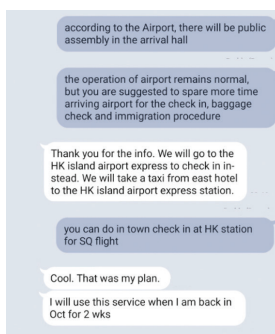 according to the Airport, there will be public
assembly in the arrival hall
the operation of airport remains normal,
but you are suggested to spare more time
arriving airport for the check in, baggage
check and immigration procedure
Thank you for the info. We will go to the
HK island airport express to check in in-
stead. We will take a taxi from east hotel
to the HK island airport express station.
you can do in town check in at HK station
for SQ flight
Cool. That was my plan.
I will use this service when I am back in
Oct for 2 wks